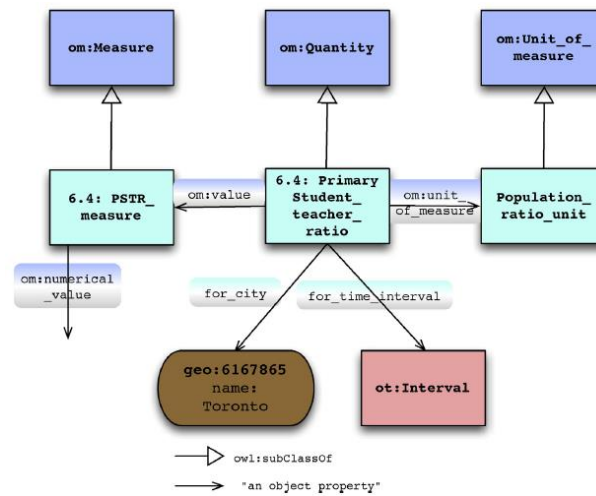 om:Measure
om:Quantity
om:Unit_of_
measure
6.4: PSTR_
measure
om:value
6.4: Primary
Student_
teacher_
ratio
om:unit_
of_measure
Population_
ratio_unit
om:numerical
_value
for_city
for_time_interval
geo:6167865
name:
Toronto
ot:Interval
owl:subClassOf
"an object property"